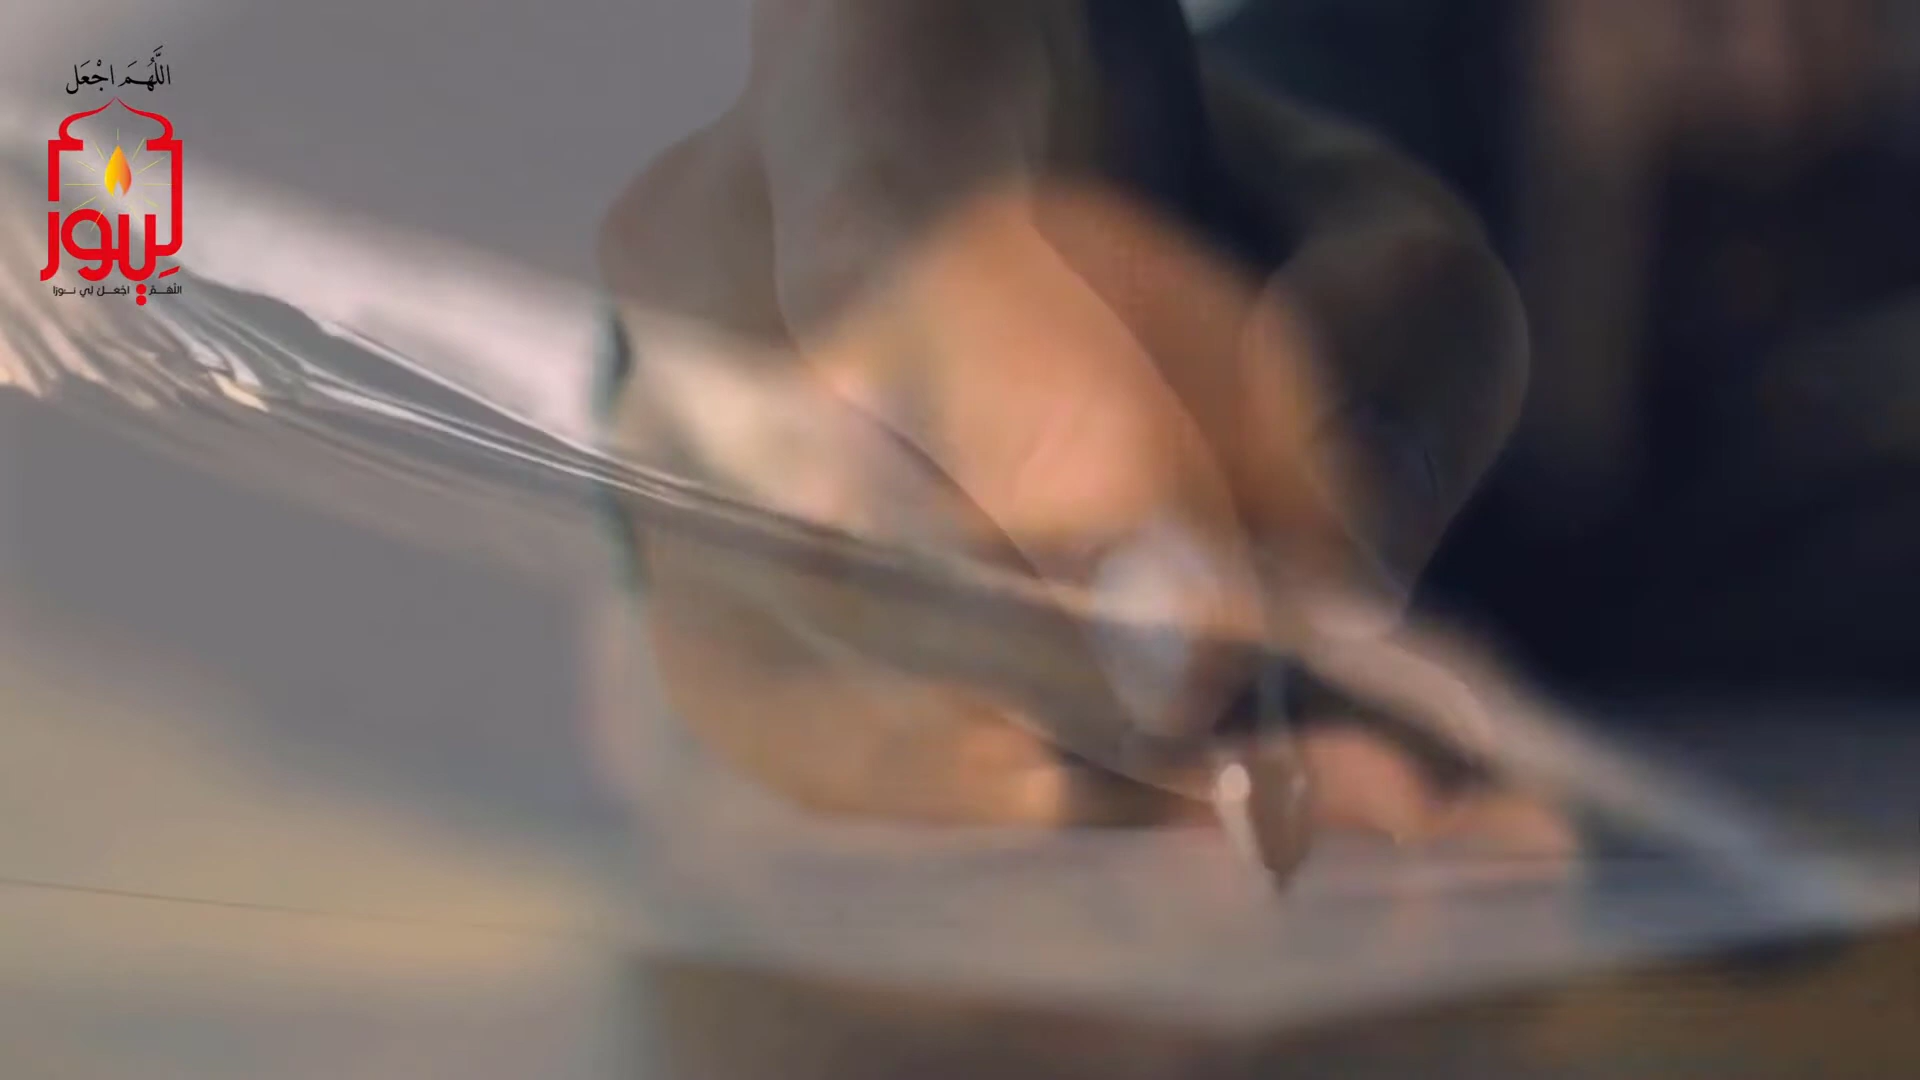 اللَّهُمَ اجْعَل
لِي نور
اللهم اجعل لي نورا